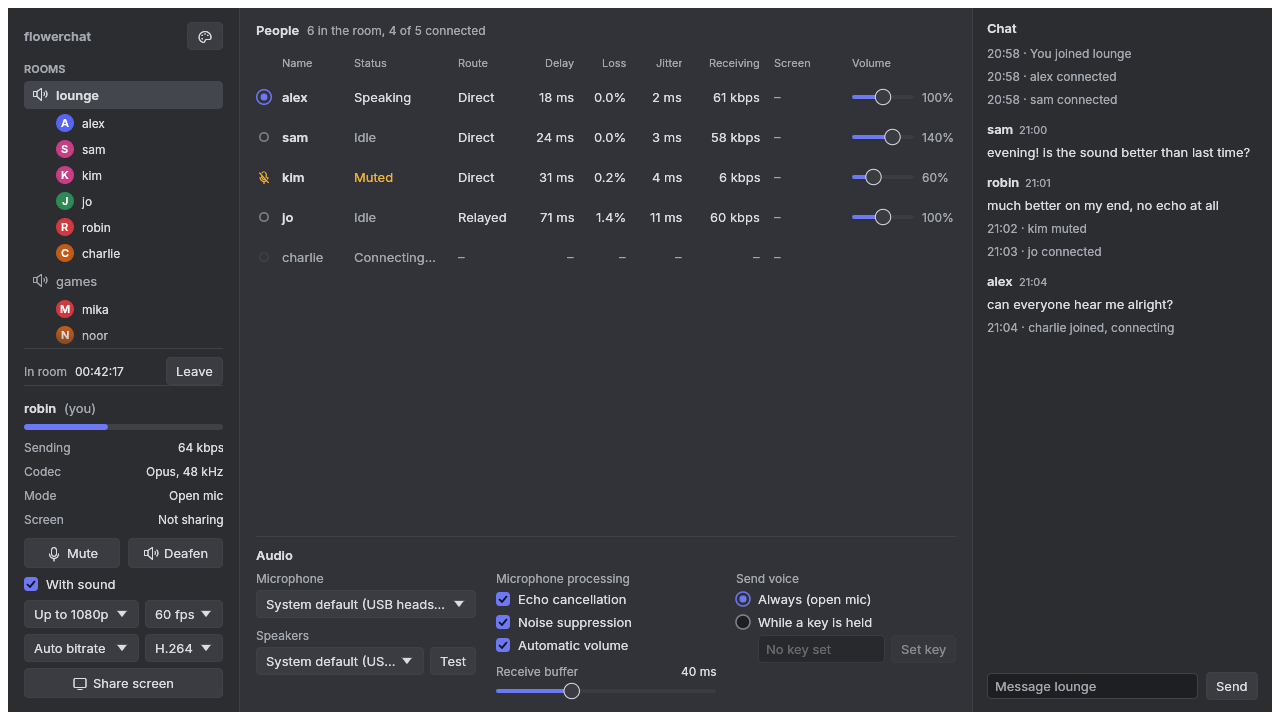 flowerchat
ROOMS
lounge
A alex
S sam
K kim
J jo
R robin
C charlie
games
M mika
N noor
In room 00:42:17 Leave
robin (you)
Sending 64 kbps
Codec Opus, 48 kHz
Mode Open mic
Screen Not sharing
Mute Deafen
With sound
Up to 1080p 60 fps
Auto bitrate H.264
Share screen
People 6 in the room, 4 of 5 connected
Name Status Route Delay Loss Jitter Receiving Screen Volume
alex Speaking Direct 18 ms 0.0% 2 ms 61 kbps – 100%
sam Idle Direct 24 ms 0.0% 3 ms 58 kbps – 140%
kim Muted Direct 31 ms 0.2% 4 ms 6 kbps – 60%
jo Idle Relayed 71 ms 1.4% 11 ms 60 kbps – 100%
charlie Connecting... – – – – – –
Audio
Microphone
System default (USB heads...
Speakers
System default (US... Test
Microphone processing
Echo cancellation
Noise suppression
Automatic volume
Receive buffer 40 ms
Send voice
Always (open mic)
While a key is held
No key set Set key
Chat
20:58 · You joined lounge
20:58 · alex connected
20:58 · sam connected
sam 21:00
evening! is the sound better than last time?
robin 21:01
much better on my end, no echo at all
21:02 · kim muted
21:03 · jo connected
alex 21:04
can everyone hear me alright?
21:04 · charlie joined, connecting
Message lounge Send